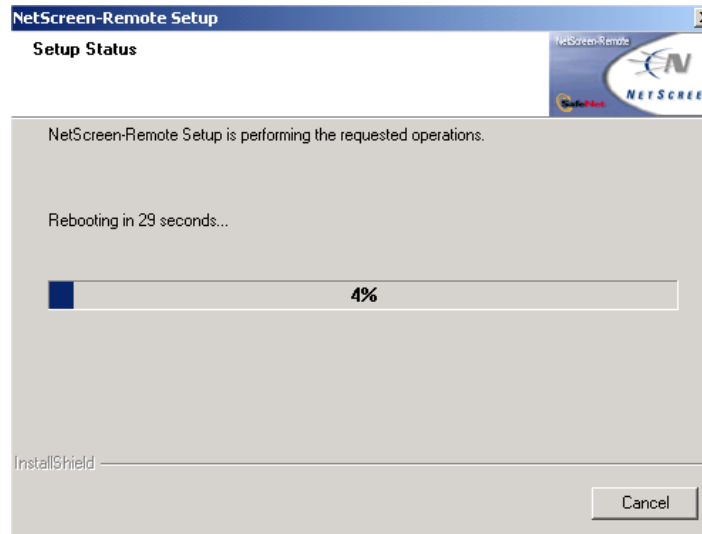 NetScreen-Remote Setup
Setup Status
NetScreen-Remote
SafeNet
NETSCREE
NetScreen-Remote Setup is performing the requested operations.
Rebooting in 29 seconds...
4%
InstallShield
Cancel